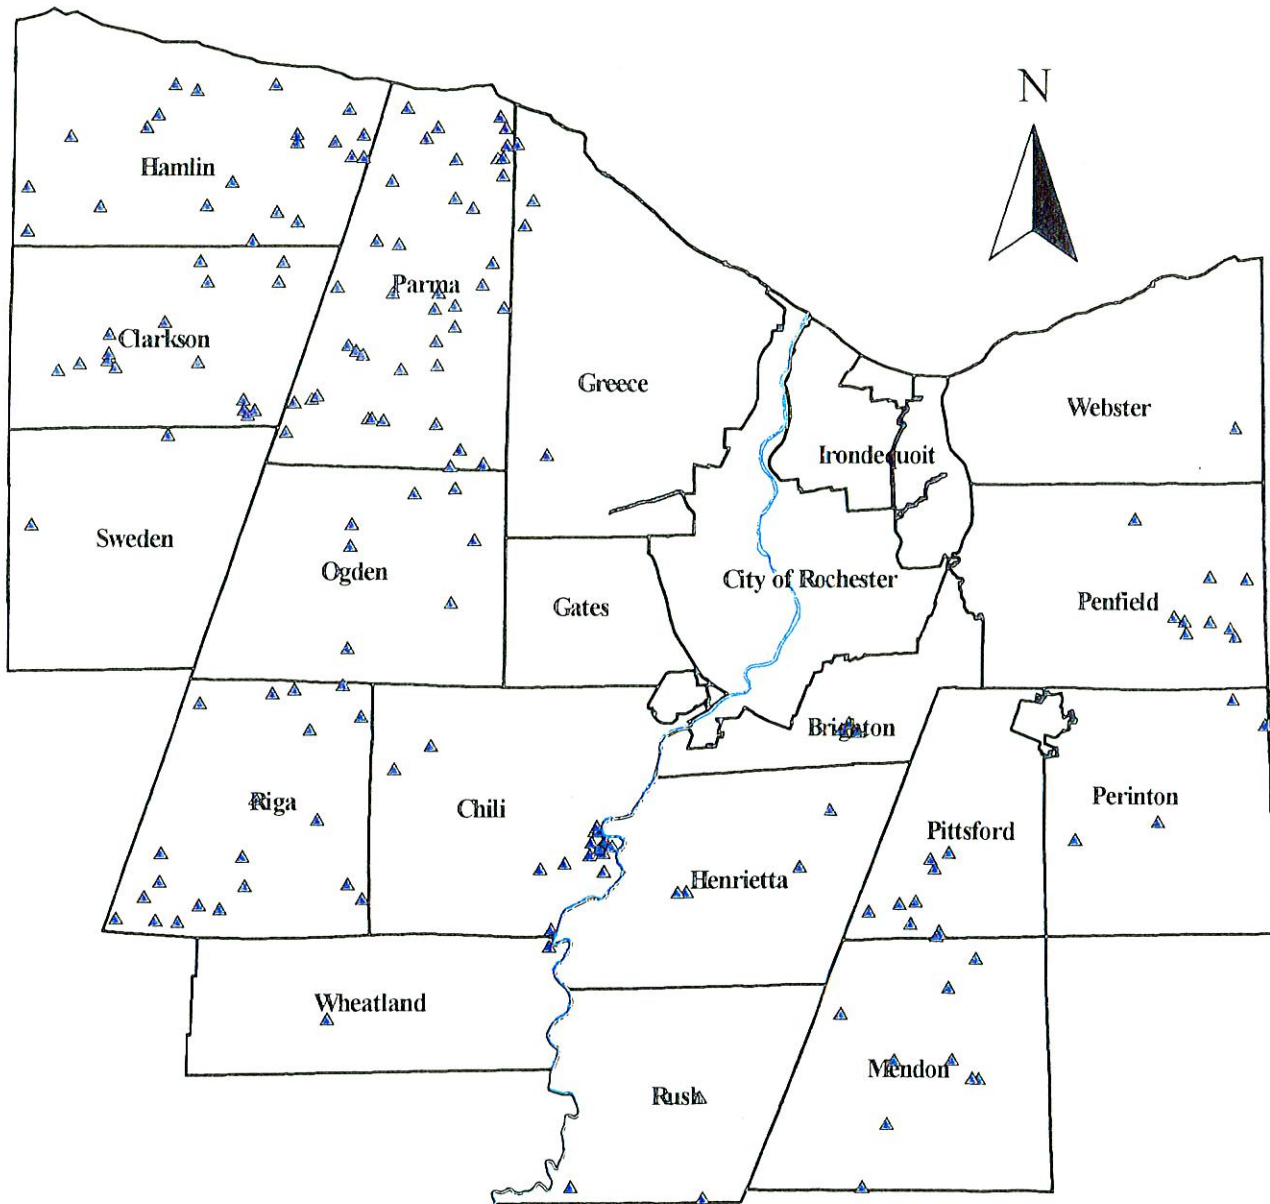 N
Hamlin
Parma
Clarkson
Greece
Webster
Irondequoit
Sweden
Ogden
City of Rochester
Gates
Penfield
Brighton
Riga
Chili
Perinton
Pittsford
Henrietta
Wheatland
Mendon
Rush